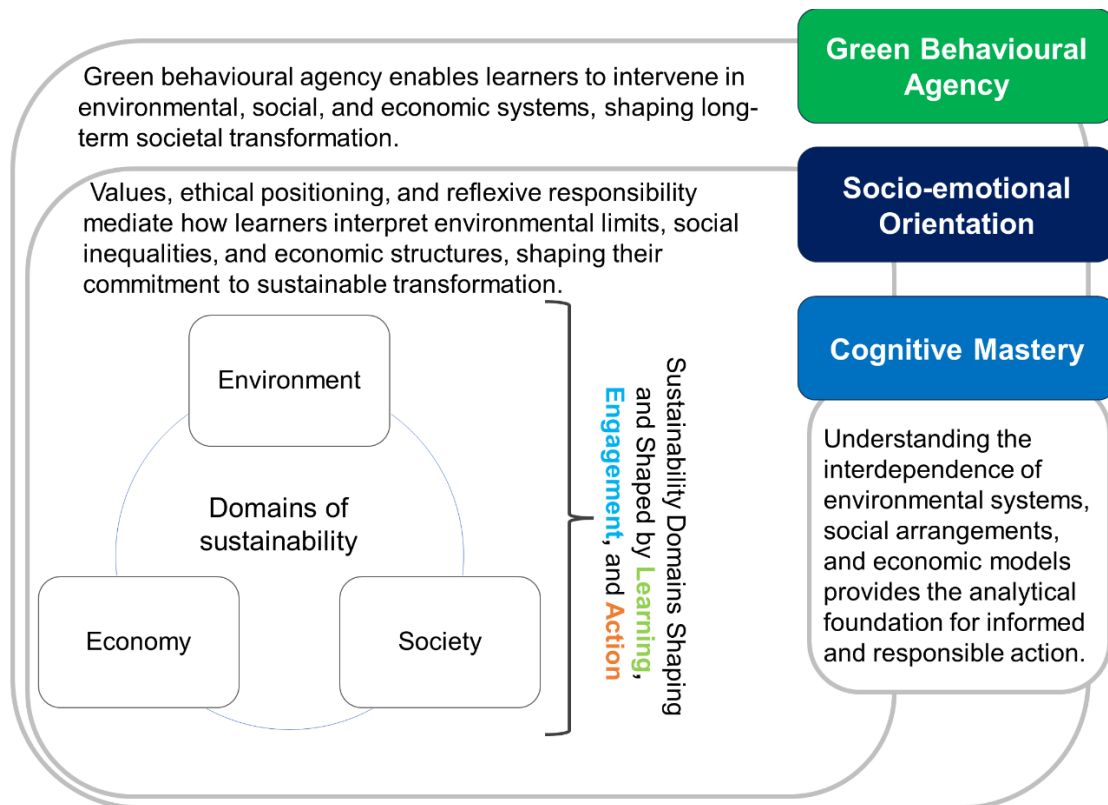 Green Behavioural
Agency
Green behavioural agency enables learners to intervene in
environmental, social, and economic systems, shaping long-
term societal transformation.
Socio-emotional
Orientation
Values, ethical positioning, and reflexive responsibility
mediate how learners interpret environmental limits, social
inequalities, and economic structures, shaping their
commitment to sustainable transformation.
Cognitive Mastery
Understanding the
interdependence of
environmental systems,
social arrangements,
and economic models
provides the analytical
foundation for informed
and responsible action.
Environment
Domains of
sustainability
Economy
Society
Sustainability Domains Shaping
and Shaped by Learning,
Engagement, and Action